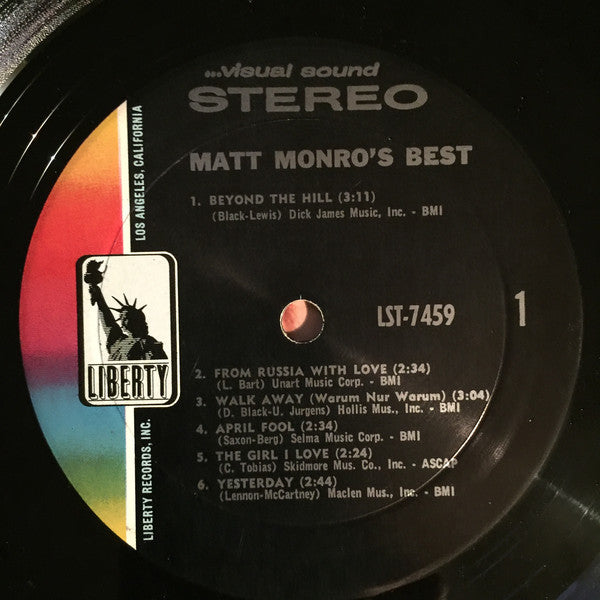 ...visual sound
STEREO
MATT MONRO'S BEST
1. BEYOND THE HILL (3:11)
(Black-Lewis) Dick James Music, Inc. - BMI
LST-7459
1
2. FROM RUSSIA WITH LOVE (2:34)
(L. Bart) Unart Music Corp. - BMI
3. WALK AWAY (Warum Nur Warum) (3:04)
(D. Black-U. Jurgens) Hollis Mus., Inc. - BMI
4. APRIL FOOL (2:34)
(Saxon-Berg) Selma Music Corp. - BMI
5. THE GIRL I LOVE (2:24)
(C. Tobias) Skidmore Mus. Co., Inc. - ASCAP
6. YESTERDAY (2:44)
(Lennon-McCartney) Maclen Mus., Inc. - BMI
LIBERTY
LIBERTY RECORDS, INC.
LOS ANGELES, CALIFORNIA